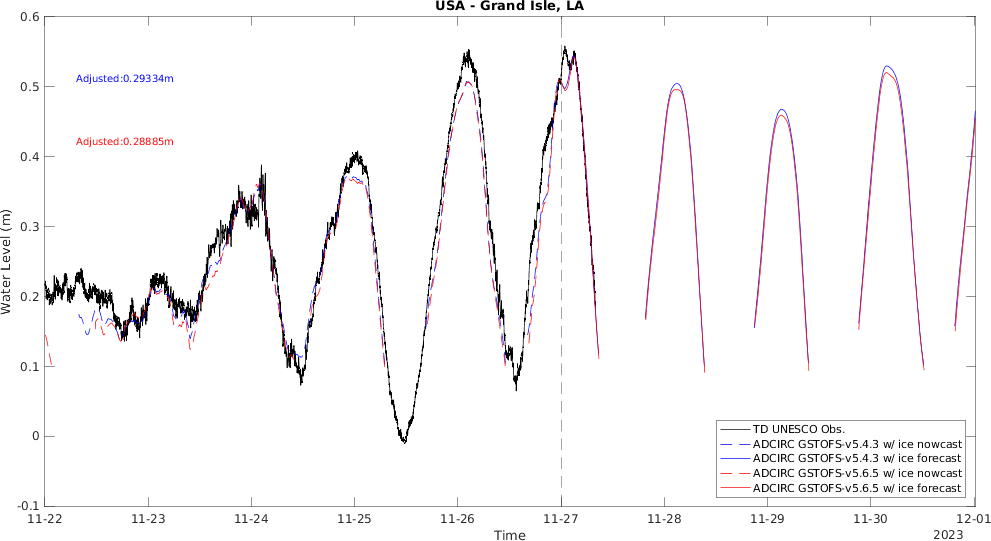 USA - Grand Isle, LA
0.6
0.5
0.4
0.3
0.2
0.1
0
-0.1
Water Level (m)
Adjusted:0.29334m
Adjusted:0.28885m
TD UNESCO Obs.
ADCIRC GSTOFS-v5.4.3 w/ ice nowcast
ADCIRC GSTOFS-v5.4.3 w/ ice forecast
ADCIRC GSTOFS-v5.6.5 w/ ice nowcast
ADCIRC GSTOFS-v5.6.5 w/ ice forecast
11-22 11-23 11-24 11-25 11-26 11-27 11-28 11-29 11-30 12-01
Time
2023